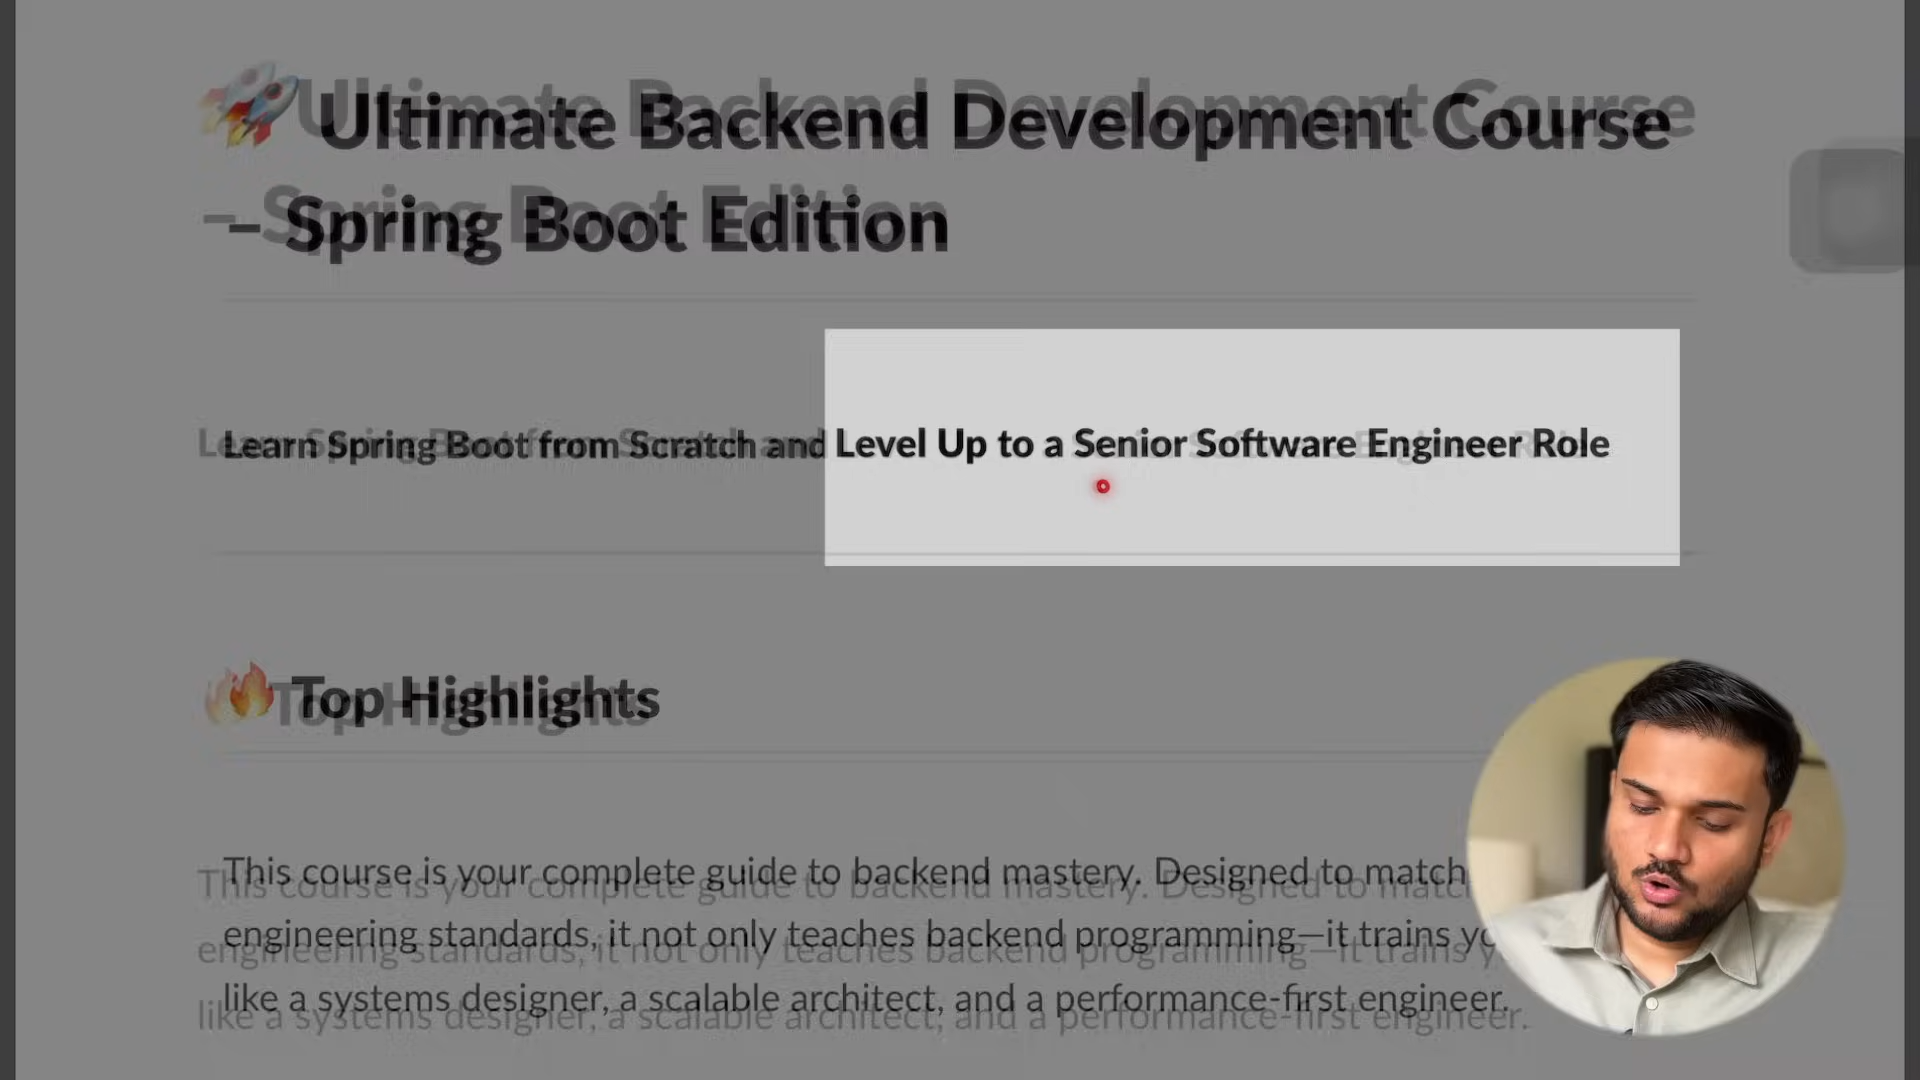 🚀 Ultimate Backend Development Course
– Spring Boot Edition
Learn Spring Boot from Scratch and Level Up to a Senior Software Engineer Role
🔥 Top Highlights
This course is your complete guide to backend mastery. Designed to match
engineering standards, it not only teaches backend programming—it trains
like a systems designer, a scalable architect, and a performance-first engineer.